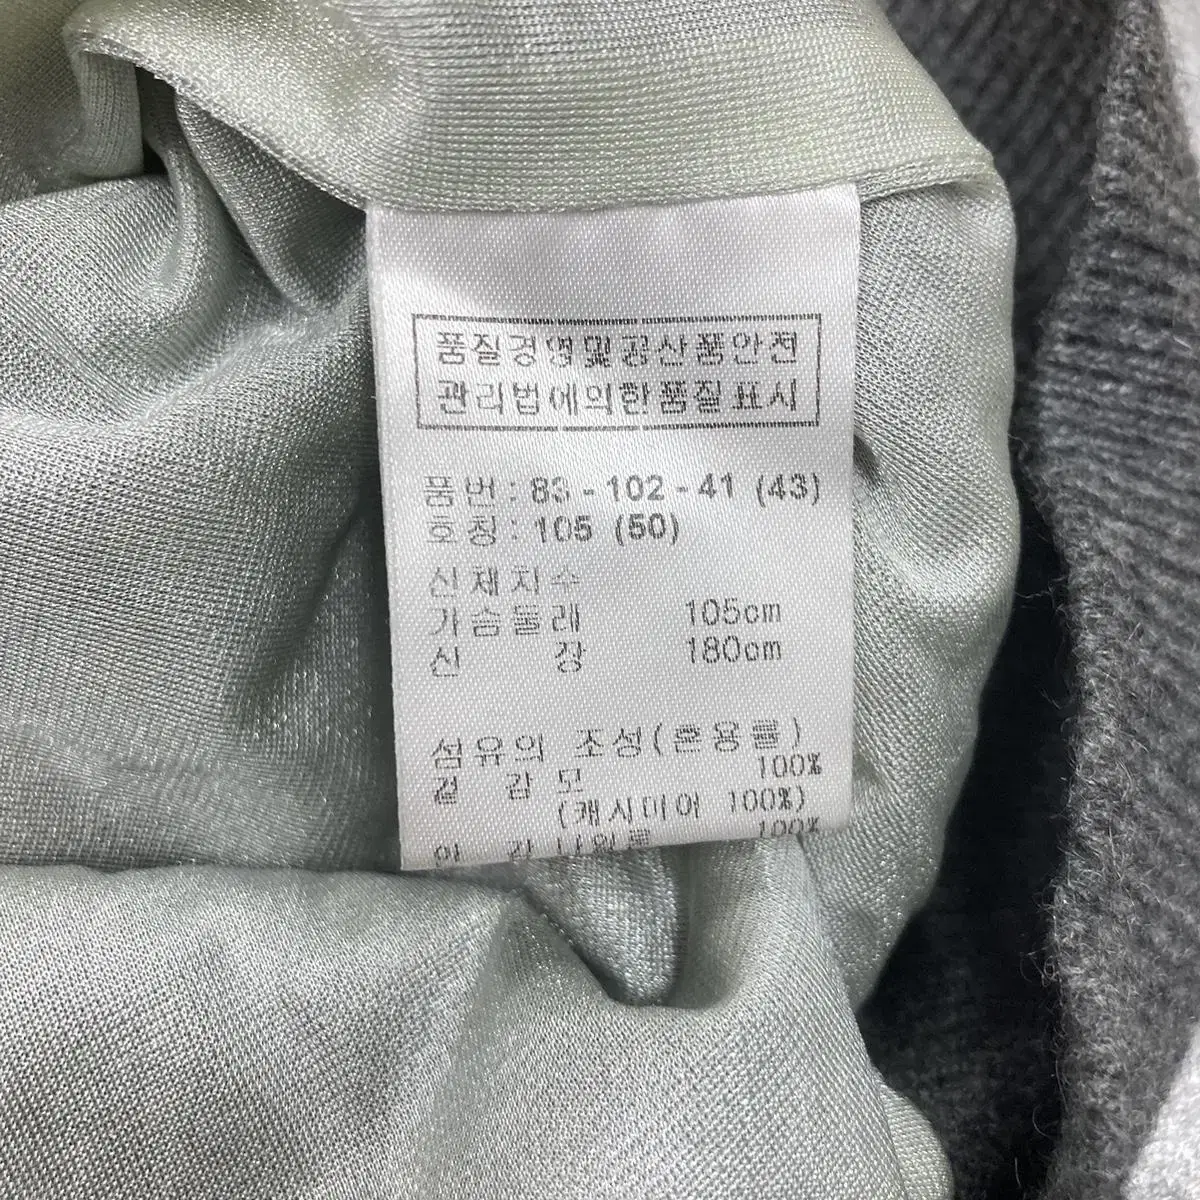 품질경영및공산품안전
관리법에의한품질표시
품번 : 83 - 102 - 41 (43)
호칭 : 105 (50)
신체치수
가슴둘레 105cm
신 장 180cm
섬유의 조성(혼용률)
겉 감 모 100%
(캐시미어 100%)
안 감 나일론 100%